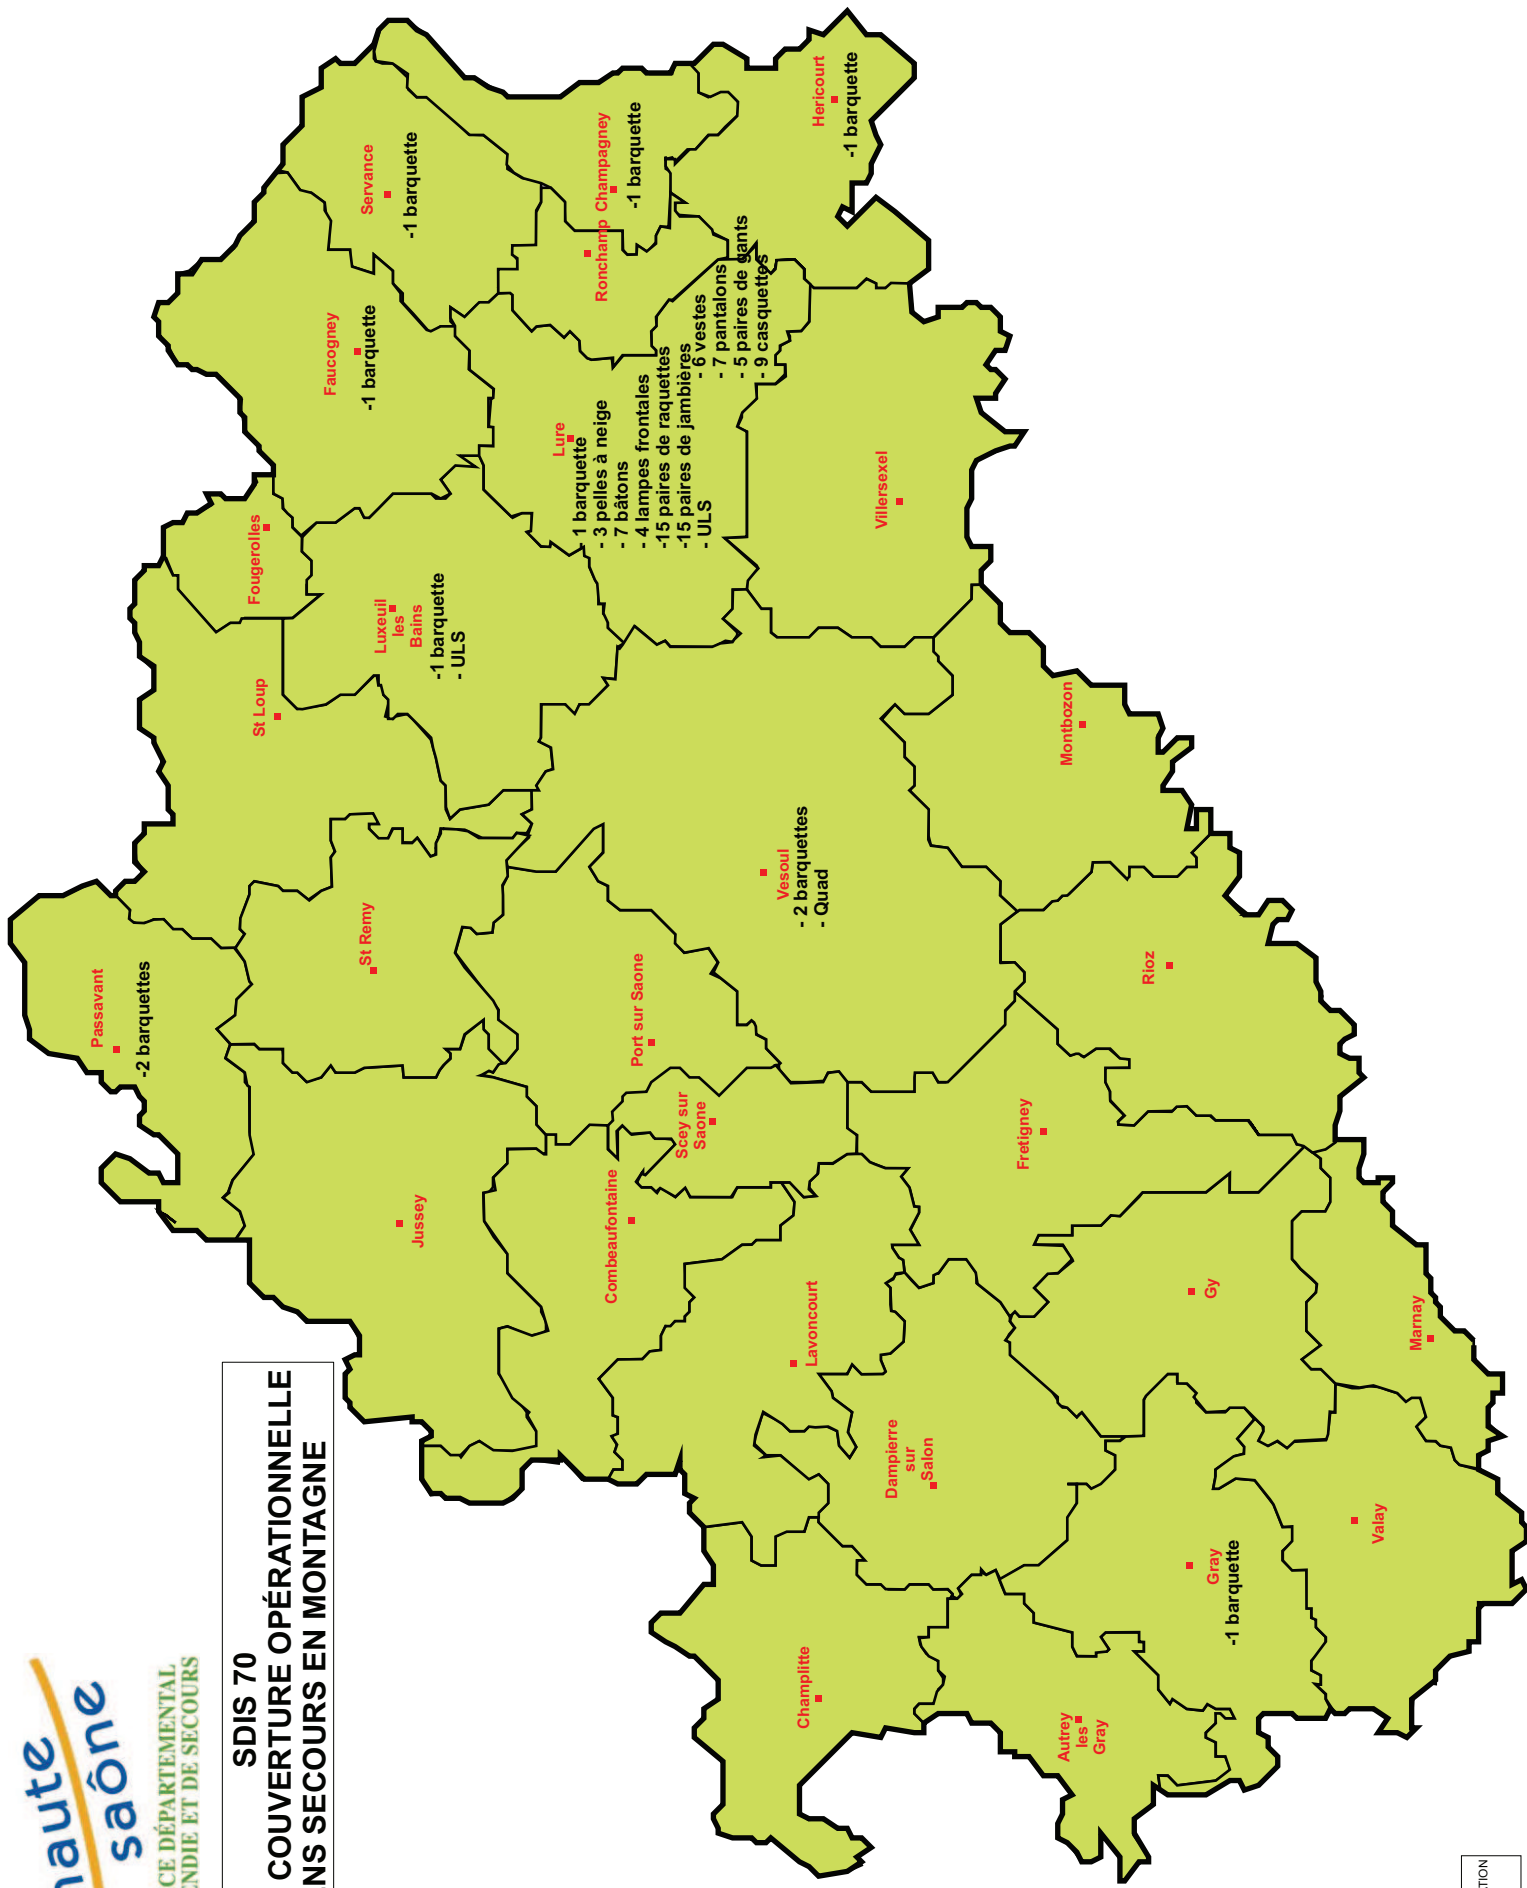 haute
saône
DÉPARTEMENTAL
ET DE SECOURS
SDIS 70
COUVERTURE OPÉRATIONNELLE
SECOURS EN MONTAGNE
Passavant
-2 barquettes
St Loup
Fougerolles
Faucogney
-1 barquette
Servance
-1 barquette
Luxeuil
les
Bains
-1 barquette
- ULS
St Remy
Jussey
Lure
- 1 barquette
- 3 pelles à neige
- 7 bâtons
- 4 lampes frontales
-15 paires de raquettes
-15 paires de jambières
- ULS
- 6 vestes
- 7 pantalons
- 5 paires de gants
- 9 casquettes
Ronchamp
Champagney
-1 barquette
Hericourt
-1 barquette
Port sur Saone
Scey sur
Saone
Combeaufontaine
Vesoul
- 2 barquettes
- Quad
Villersexel
Lavoncourt
Dampierre
sur
Salon
Champlitte
Fretigney
Montbozon
Rioz
Gy
Autrey
les
Gray
Gray
-1 barquette
Valay
Marnay